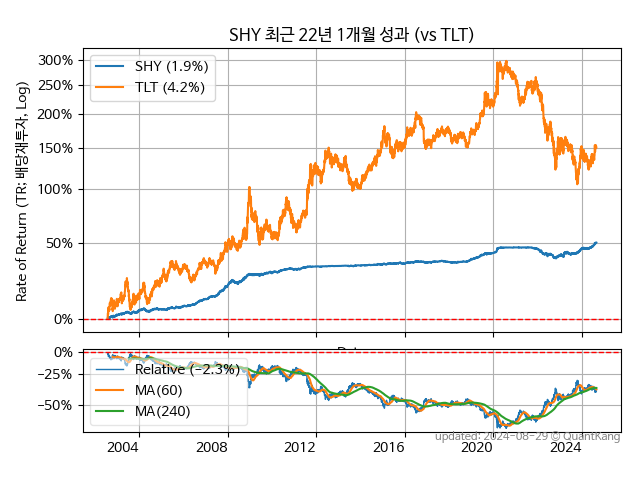 SHY 최근 22년 1개월 성과 (vs TLT)
Rate of Return (TR: 배당재투자, Log)
300%
250%
200%
150%
100%
50%
0%
SHY (1.9%)
TLT (4.2%)
0%
-25%
-50%
Relative (-2.3%)
MA(60)
MA(240)
2004
2008
2012
2016
2020
2024
updated: 2024-08-29 © QuantKang